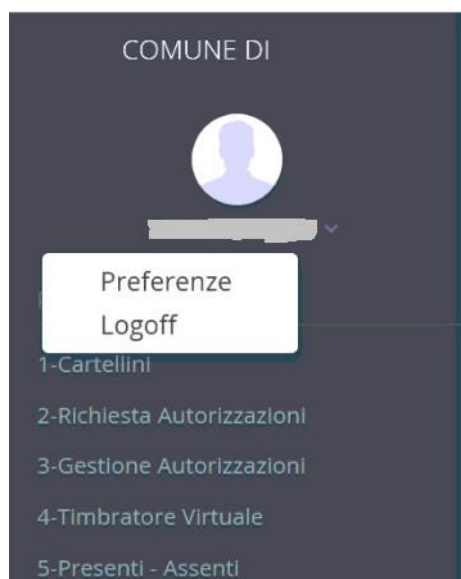 COMUNE DI
Preferenze
Logoff
1-Cartellini
2-Richiesta Autorizzazioni
3-Gestione Autorizzazioni
4-Timbratore Virtuale
5-Presenti - Assenti